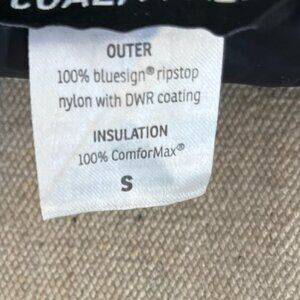 OUTER
100% bluesign® ripstop
nylon with DWR coating
INSULATION
100% ComforMax®
S